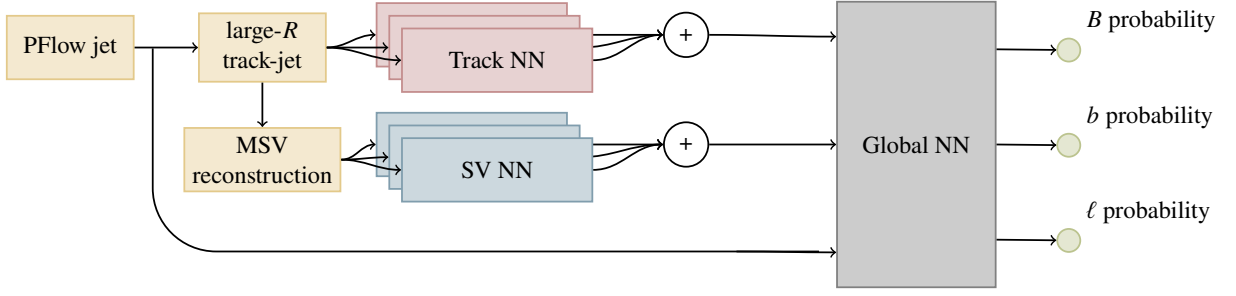 PFlow jet
large-R
track-jet
Track NN
+
MSV
reconstruction
SV NN
+
Global NN
B probability
b probability
ℓ probability